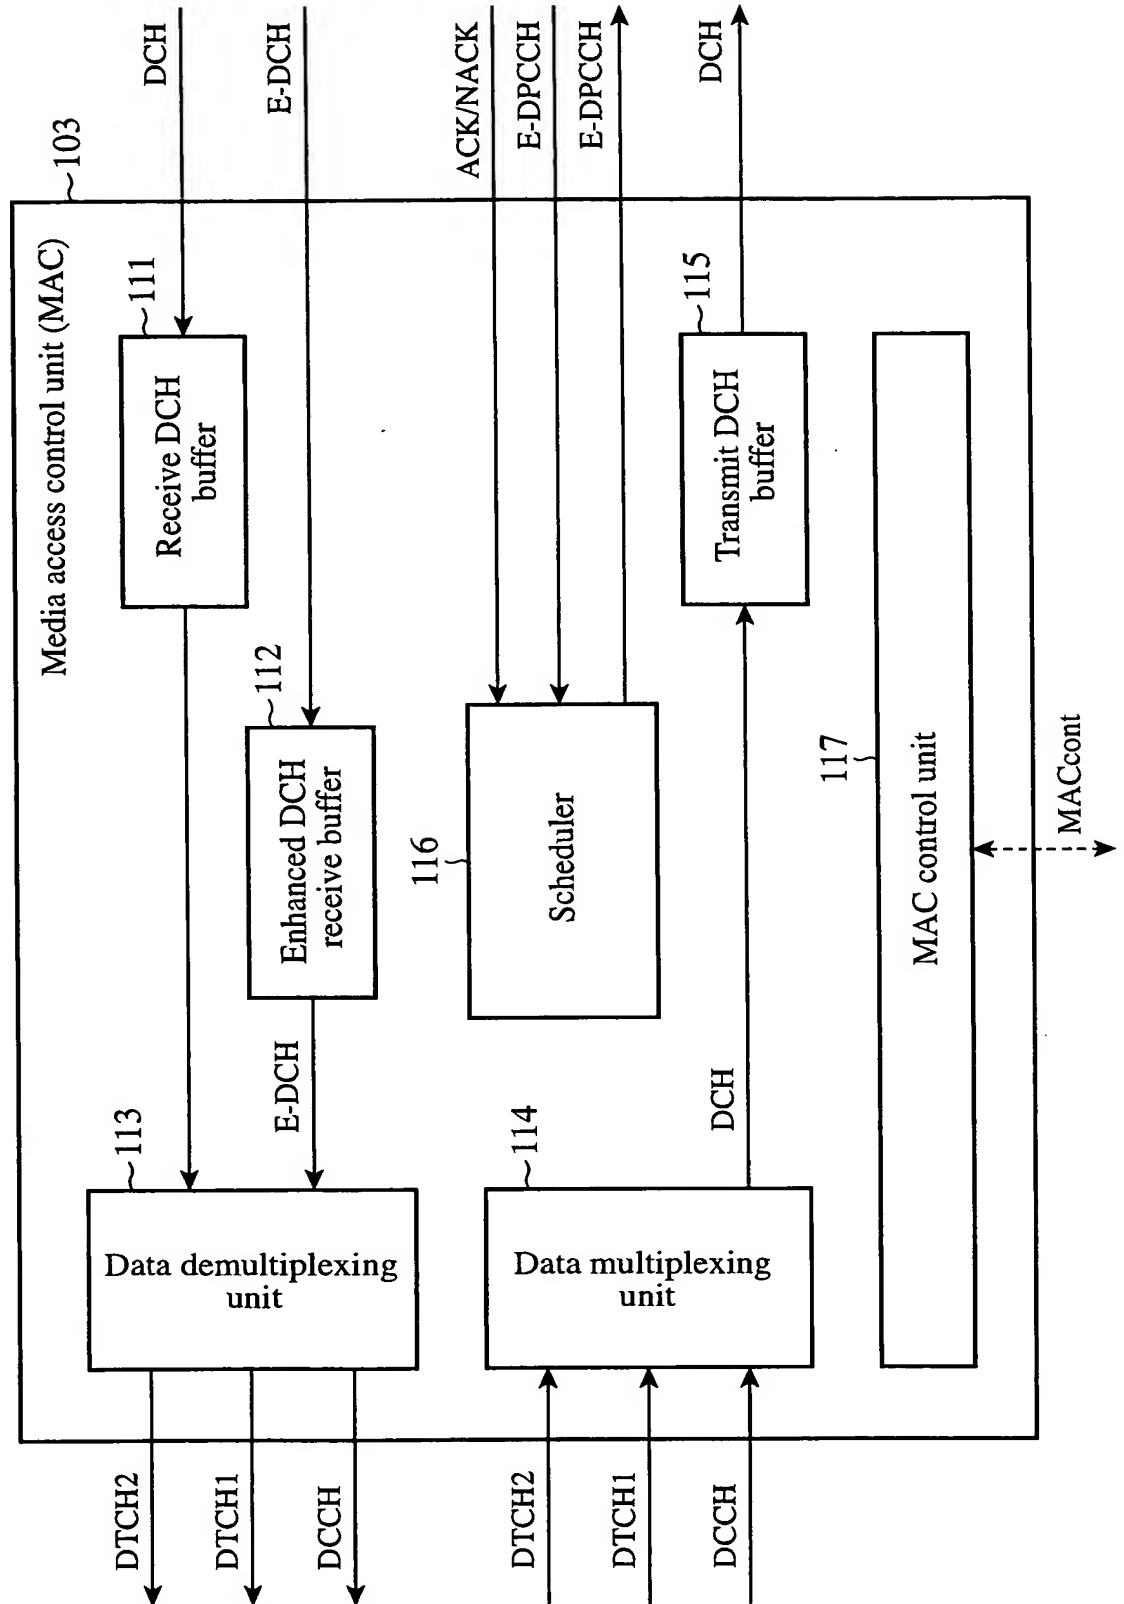 Media access control unit (MAC)
103
DTCH2
DTCH1
DCCH
Data demultiplexing
unit
113
E-DCH
Enhanced DCH
receive buffer
112
Receive DCH
buffer
111
DCH
E-DCH
Scheduler
116
ACK/NACK
E-DPCCH
E-DPCCH
DTCH2
DTCH1
DCCH
Data multiplexing
unit
114
DCH
Transmit DCH
buffer
115
DCH
MAC control unit
117
MACcont